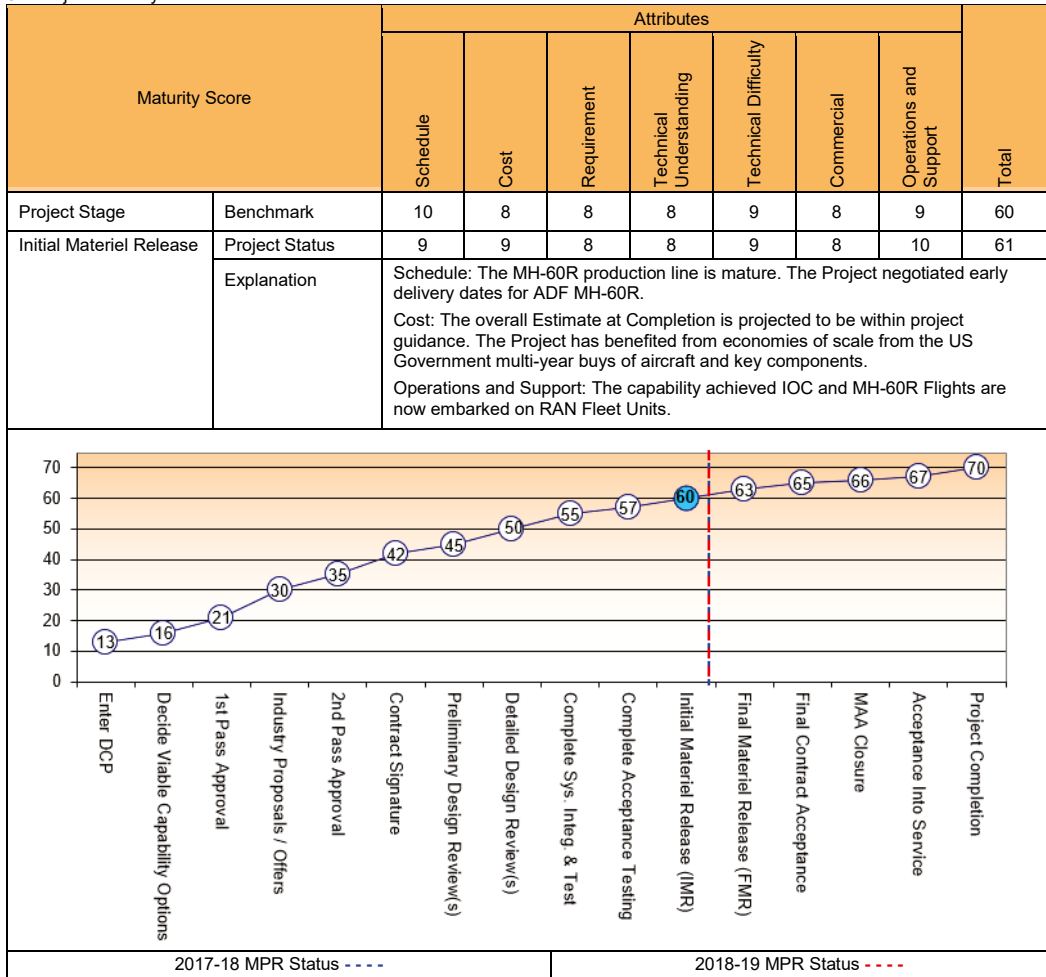 Maturity Score
Attributes
Schedule
Cost
Requirement
Technical
Understanding
Technical Difficulty
Commercial
Operations and
Support
Total
Project Stage Benchmark 10 8 8 8 9 8 9 60
Initial Materiel Release Project Status 9 9 8 8 9 8 10 61
Explanation
Schedule: The MH-60R production line is mature. The Project negotiated early
delivery dates for ADF MH-60R.
Cost: The overall Estimate at Completion is projected to be within project
guidance. The Project has benefited from economies of scale from the US
Government multi-year buys of aircraft and key components.
Operations and Support: The capability achieved IOC and MH-60R Flights are
now embarked on RAN Fleet Units.
70
60
50
40
30
20
10
0
13
16
21
30
35
42
45
50
55
57
60
63
65
66
67
70
Enter DCP
Decide Viable Capability Options
1st Pass Approval
Industry Proposals / Offers
2nd Pass Approval
Contract Signature
Preliminary Design Review(s)
Detailed Design Review(s)
Complete Sys. Integ. & Test
Complete Acceptance Testing
Initial Materiel Release (IMR)
Final Materiel Release (FMR)
Final Contract Acceptance
MAA Closure
Acceptance Into Service
Project Completion
2017-18 MPR Status - - - -
2018-19 MPR Status - - - -